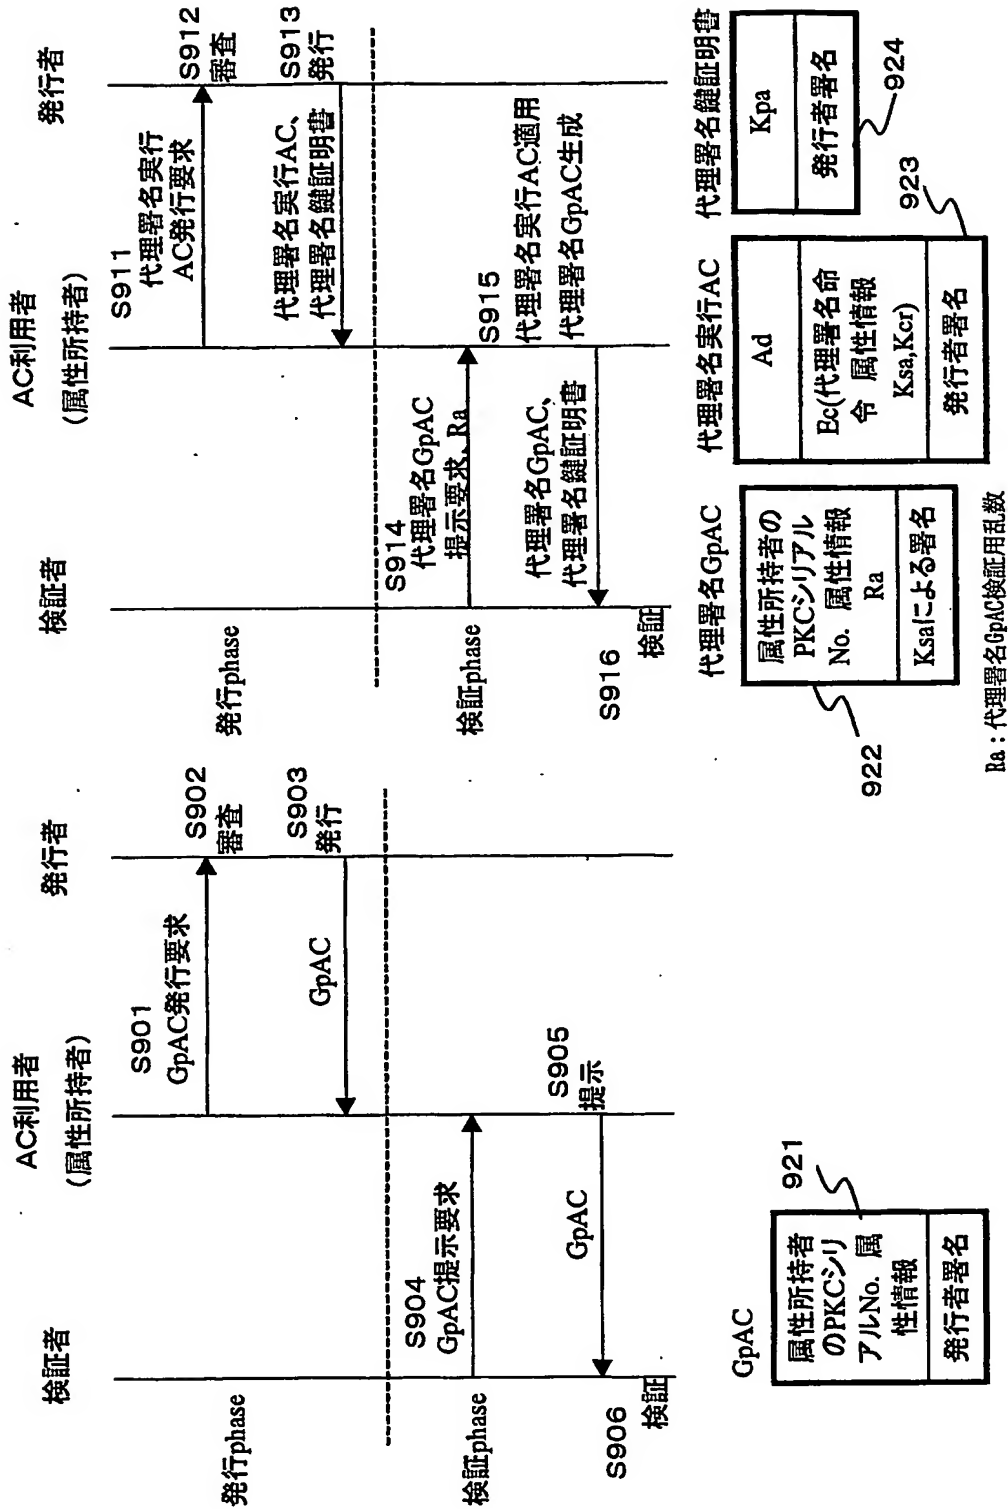 検証者
AC利用者
(属性所持者)
発行者
発行phase
S901
GpAC発行要求
S902
審査
S903
発行
GpAC
検証phase
S904
GpAC提示要求
S905
提示
GpAC
S906
検証
GpAC
属性所持者
のPKCシリ
アルNo. 属
性情報
発行者署名
921
検証者
AC利用者
(属性所持者)
発行者
発行phase
S911
代理署名実行
AC発行要求
S912
審査
S913
発行
代理署名実行AC、
代理署名鍵証明書
検証phase
S914
代理署名GpAC
提示要求、Ra
S915
代理署名実行AC適用
代理署名GpAC生成
代理署名GpAC、
代理署名鍵証明書
S916
検証
代理署名GpAC
属性所持者の
PKCシリアル
No. 属性情報
Ra
Ksaによる署名
922
代理署名実行AC
Ad
Ec(代理署名命
令 属性情報
Ksa,Kcr)
発行者署名
923
代理署名鍵証明書
Kpa
発行者署名
924
Ra:代理署名GpAC検証用乱数